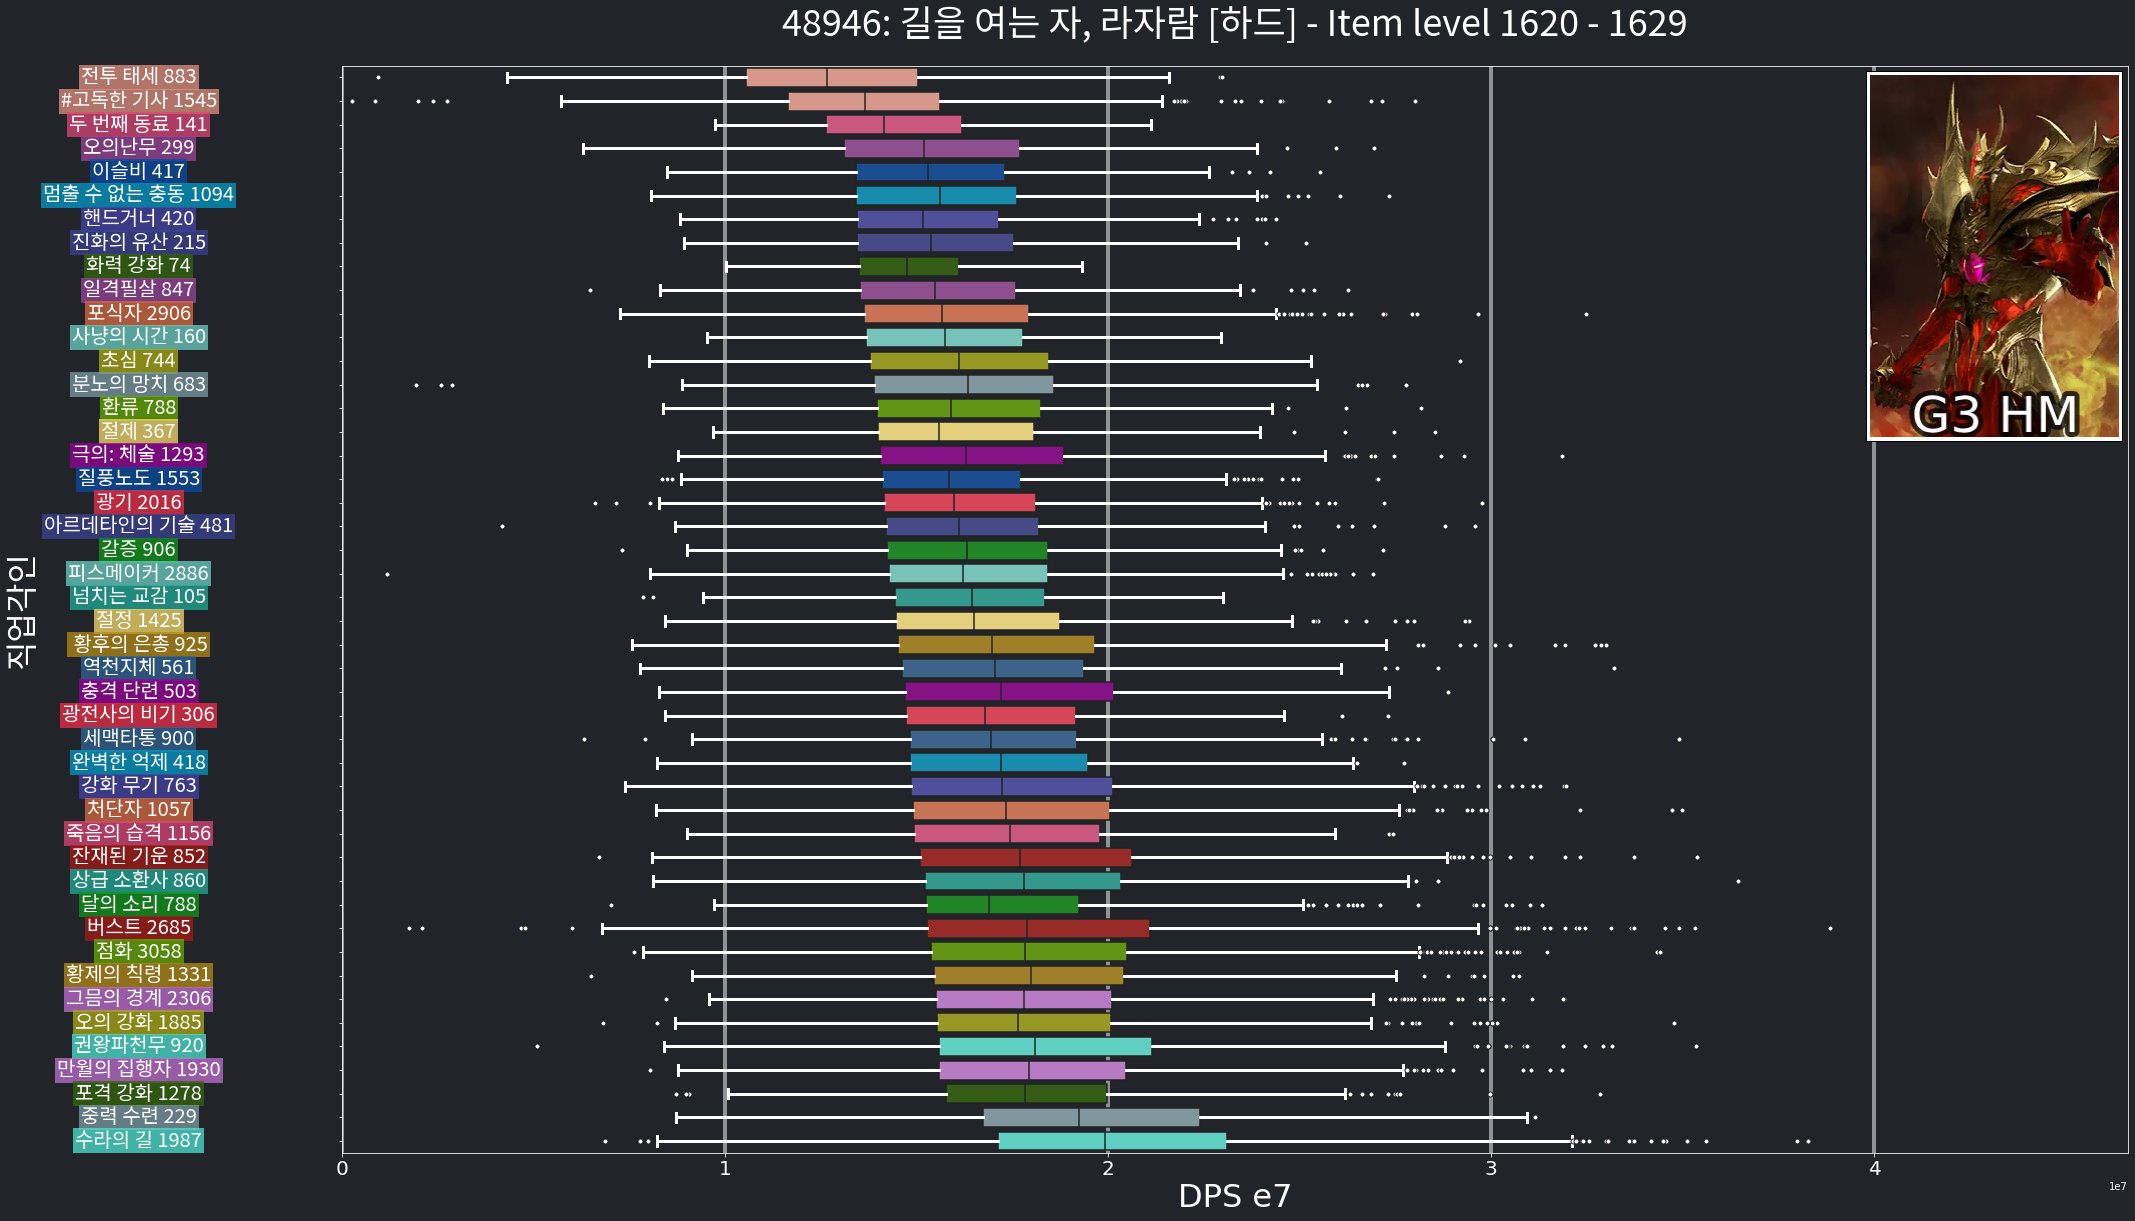 48946: 길을 여는 자, 라자람 [하드] - Item level 1620 - 1629
전투 태세 883
#고독한 기사 1545
두 번째 동료 141
오의난무 299
이슬비 417
멈출 수 없는 충동 1094
핸드거너 420
진화의 유산 215
화력 강화 74
일격필살 847
포식자 2906
사냥의 시간 160
초심 744
분노의 망치 683
환류 788
절제 367
극의: 체술 1293
질풍노도 1553
광기 2016
아르데타인의 기술 481
갈증 906
피스메이커 2886
넘치는 교감 105
절정 1425
황후의 은총 925
역천지체 561
충격 단련 503
광전사의 비기 306
세맥타통 900
완벽한 억제 418
강화 무기 763
처단자 1057
죽음의 습격 1156
잔재된 기운 852
상급 소환사 860
달의 소리 788
버스트 2685
점화 3058
황제의 칙령 1331
그믐의 경계 2306
오의 강화 1885
권왕파천무 920
만월의 집행자 1930
포격 강화 1278
중력 수련 229
수라의 길 1987
직업각인
G3 HM
0 1 2 3 4
DPS e7
1e7